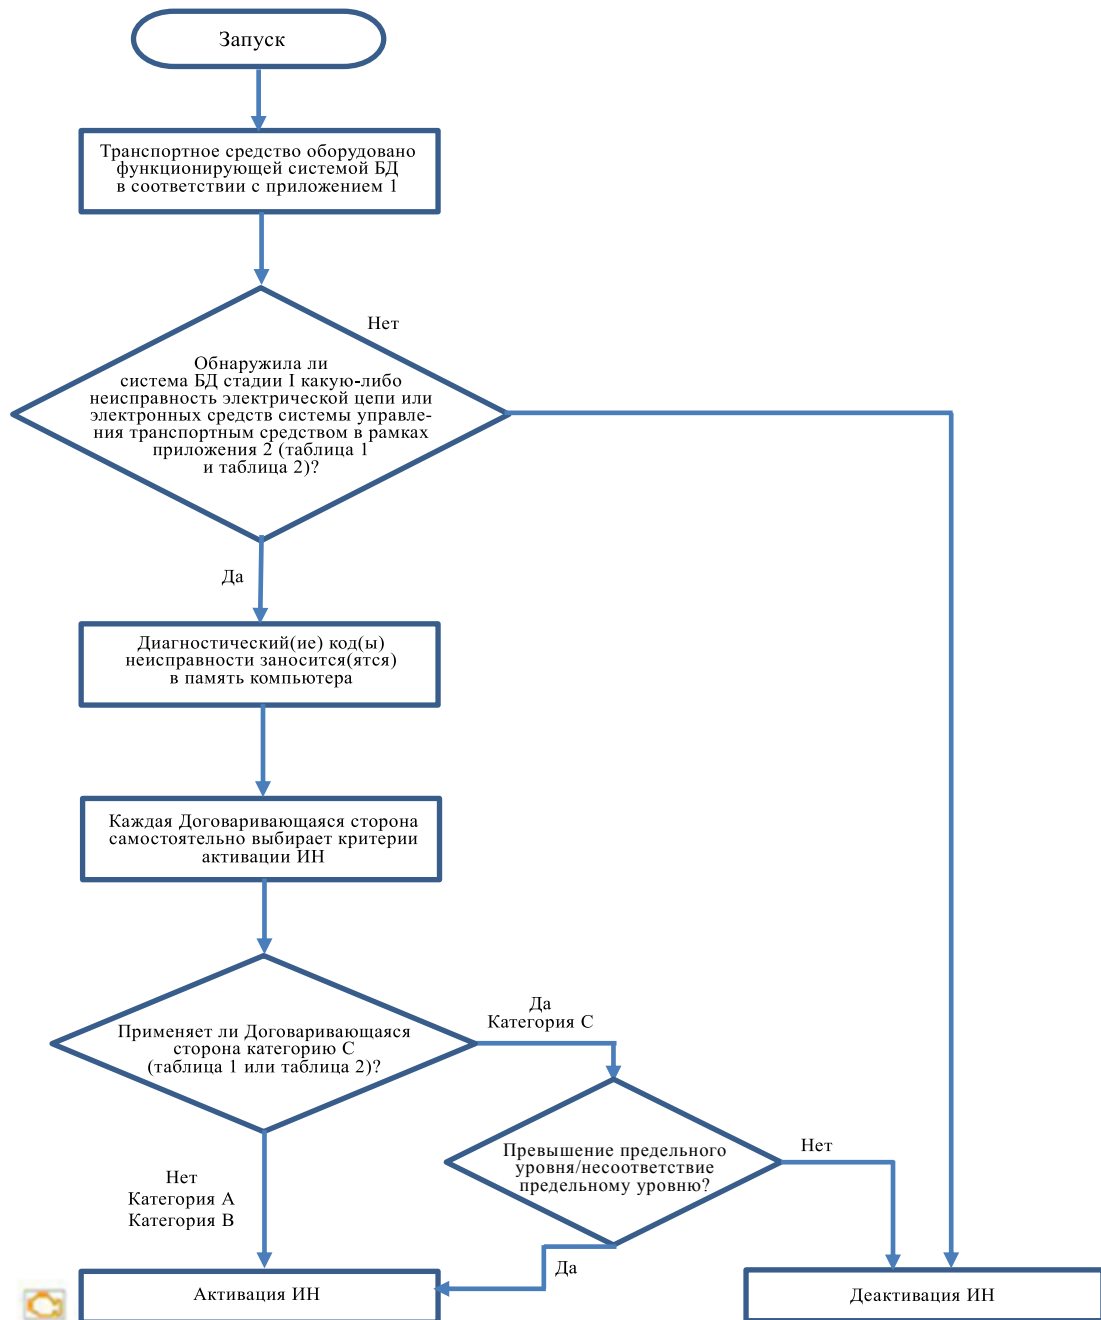 Запуск
Транспортное средство оборудовано
функционирующей системой БД
в соответствии с приложением 1
Нет
Обнаружила ли
система БД стадии I какую-либо
неисправность электрической цепи или
электронных средств системы управле-
ния транспортным средством в рамках
приложения 2 (таблица 1
и таблица 2)?
Да
Диагностический(ие) код(ы)
неисправности заносится(ятся)
в память компьютера
Каждая Договаривающаяся сторона
самостоятельно выбирает критерии
активации ИН
Применяет ли Договаривающаяся
сторона категорию C
(таблица 1 или таблица 2)?
Да
Категория C
Превышение предельного
уровня/несоответствие
предельному уровню?
Нет
Нет
Категория A
Категория B
Да
Активация ИН
Деактивация ИН